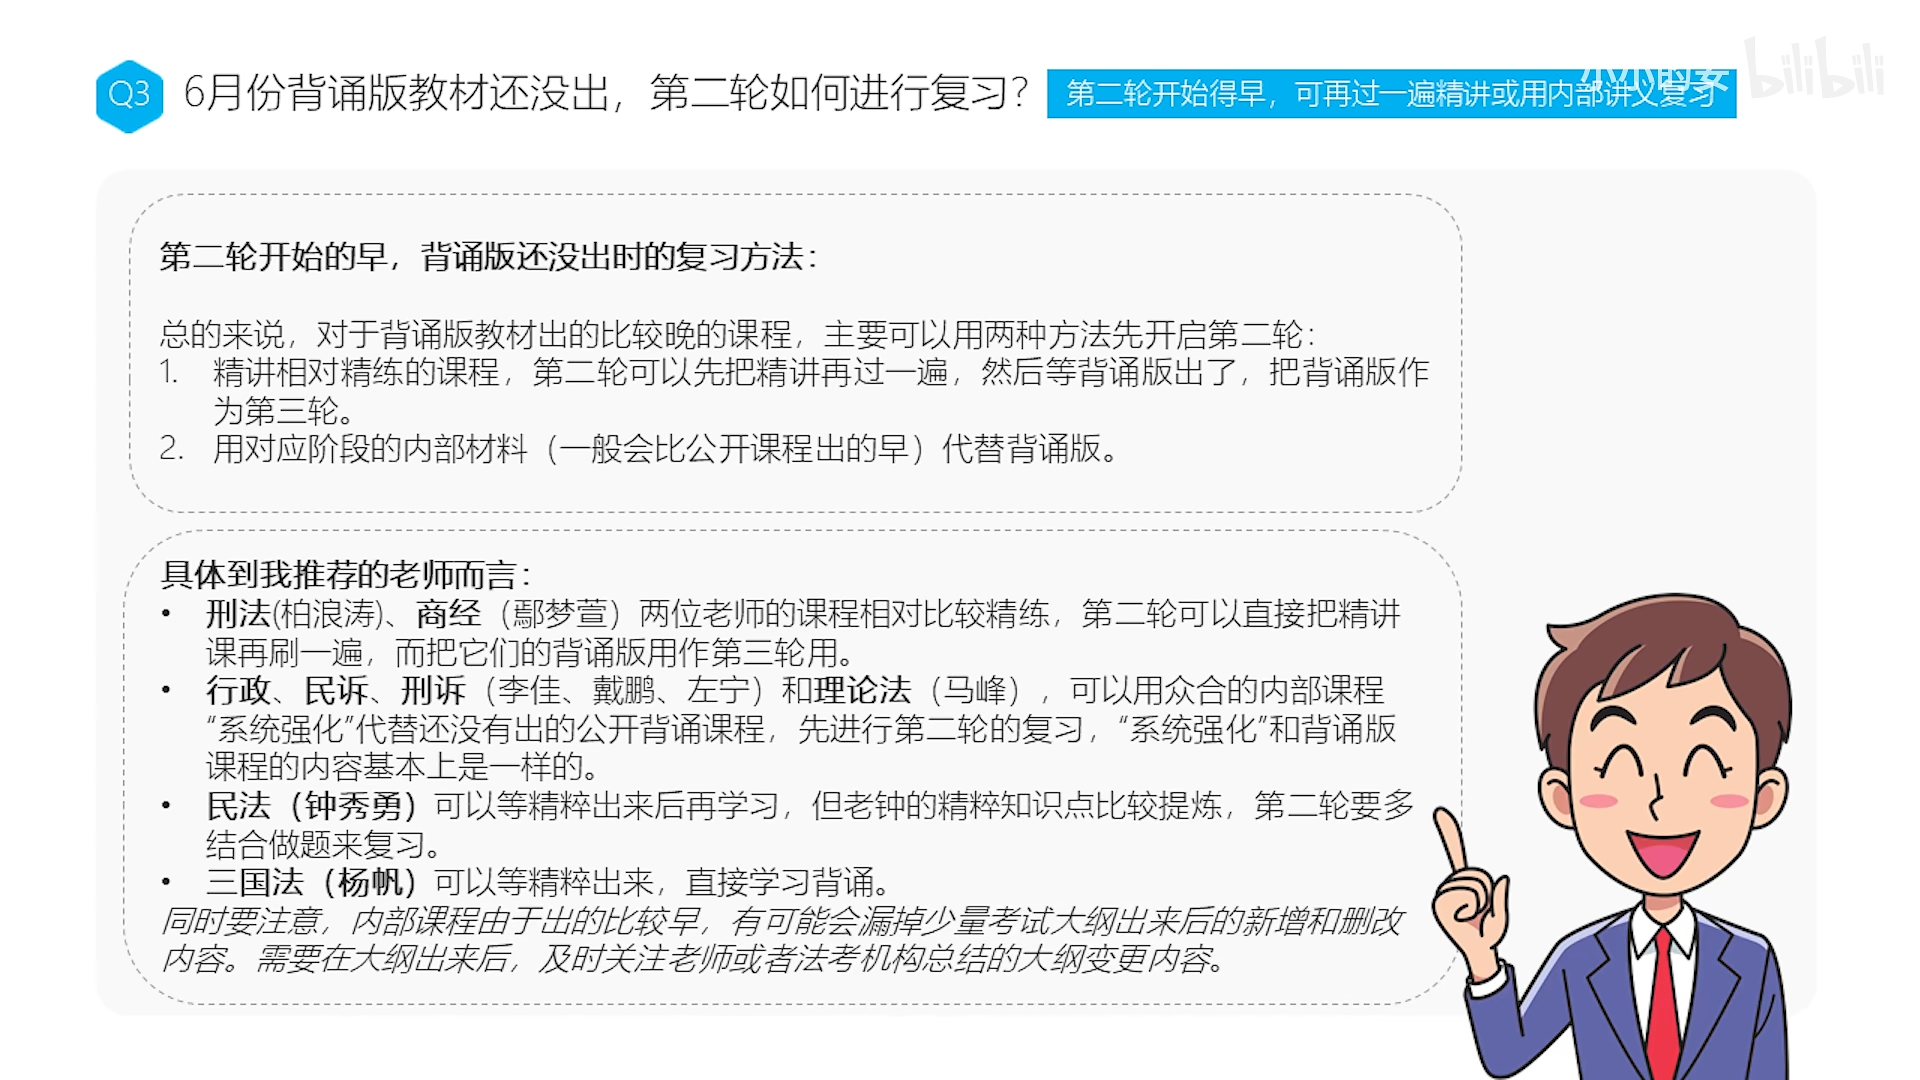 Q3
6月份背诵版教材还没出，第二轮如何进行复习？
第二轮开始得早，可再过一遍精讲或用内部讲义复习
小小的安
bilibili
第二轮开始的早，背诵版还没出时的复习方法：
总的来说，对于背诵版教材出的比较晚的课程，主要可以用两种方法先开启第二轮：
1. 精讲相对精练的课程，第二轮可以先把精讲再过一遍，然后等背诵版出了，把背诵版作
为第三轮。
2. 用对应阶段的内部材料（一般会比公开课程出的早）代替背诵版。
具体到我推荐的老师而言：
• 刑法(柏浪涛)、商经（鄢梦萱）两位老师的课程相对比较精练，第二轮可以直接把精讲
课再刷一遍，而把它们的背诵版用作第三轮用。
• 行政、民诉、刑诉（李佳、戴鹏、左宁）和理论法（马峰），可以用众合的内部课程
“系统强化”代替还没有出的公开背诵课程，先进行第二轮的复习，“系统强化”和背诵版
课程的内容基本上是一样的。
• 民法（钟秀勇）可以等精粹出来后再学习，但老钟的精粹知识点比较提炼，第二轮要多
结合做题来复习。
• 三国法（杨帆）可以等精粹出来，直接学习背诵。
同时要注意，内部课程由于出的比较早，有可能会漏掉少量考试大纲出来后的新增和删改
内容。需要在大纲出来后，及时关注老师或者法考机构总结的大纲变更内容。